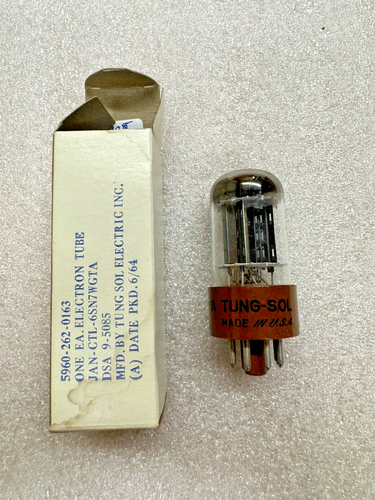 5960-262-0163
ONE EA. ELECTRON TUBE
JAN-CTL-6SN7WGTA
DSA 9-5085
MFD. BY TUNG SOL ELECTRIC INC.
(A) DATE PKD. 6/64
A TUNG-SOL
MADE IN U.S.A.